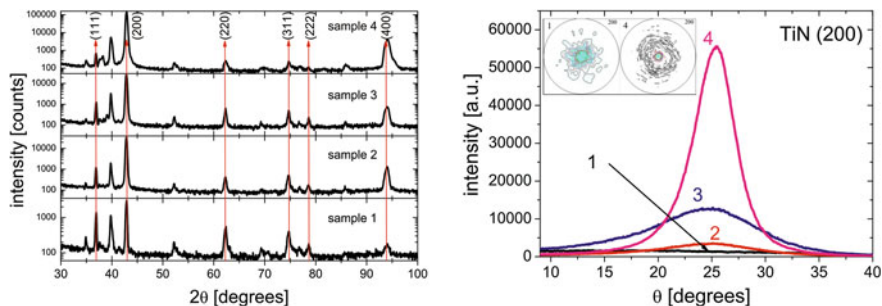 (111)
(200)
(220)
(311)
(222)
(400)
100000
10000
1000
100
sample 4
10000
1000
100
sample 3
10000
1000
100
sample 2
1000
100
sample 1
intensity [counts]
30 40 50 60 70 80 90 100
2θ [degrees]
TiN (200)
1 200 4 200
60000
50000
40000
30000
20000
10000
0
intensity [a.u.]
4
1
3
2
10 15 20 25 30 35 40
θ [degrees]